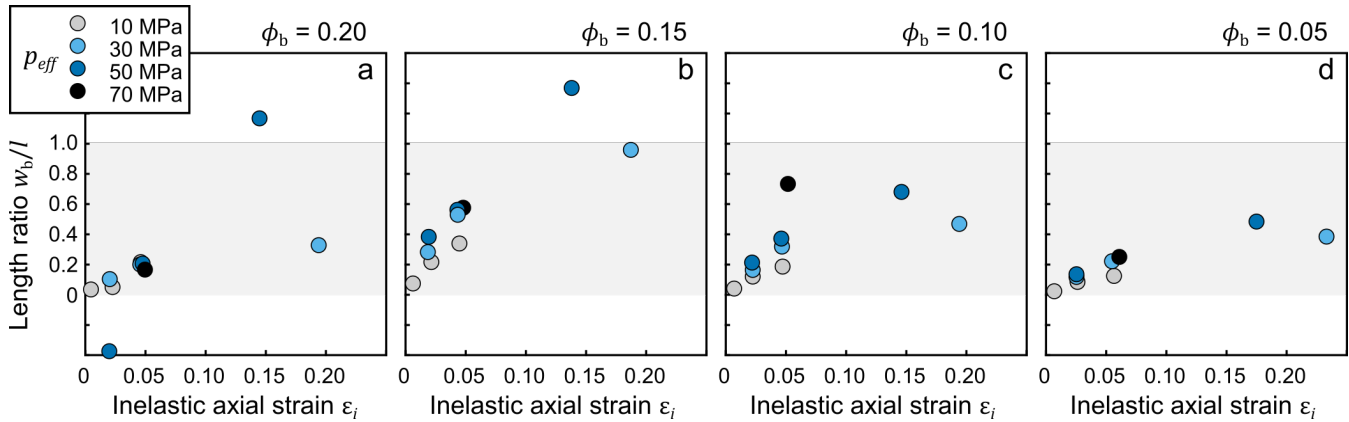 p_eff
10 MPa
30 MPa
50 MPa
70 MPa
ϕ_b = 0.20
ϕ_b = 0.15
ϕ_b = 0.10
ϕ_b = 0.05
a
b
c
d
Length ratio w_b/l
1.0
0.8
0.6
0.4
0.2
0
0 0.05 0.10 0.15 0.20
0 0.05 0.10 0.15 0.20
0 0.05 0.10 0.15 0.20
0 0.05 0.10 0.15 0.20
Inelastic axial strain ε_i
Inelastic axial strain ε_i
Inelastic axial strain ε_i
Inelastic axial strain ε_i